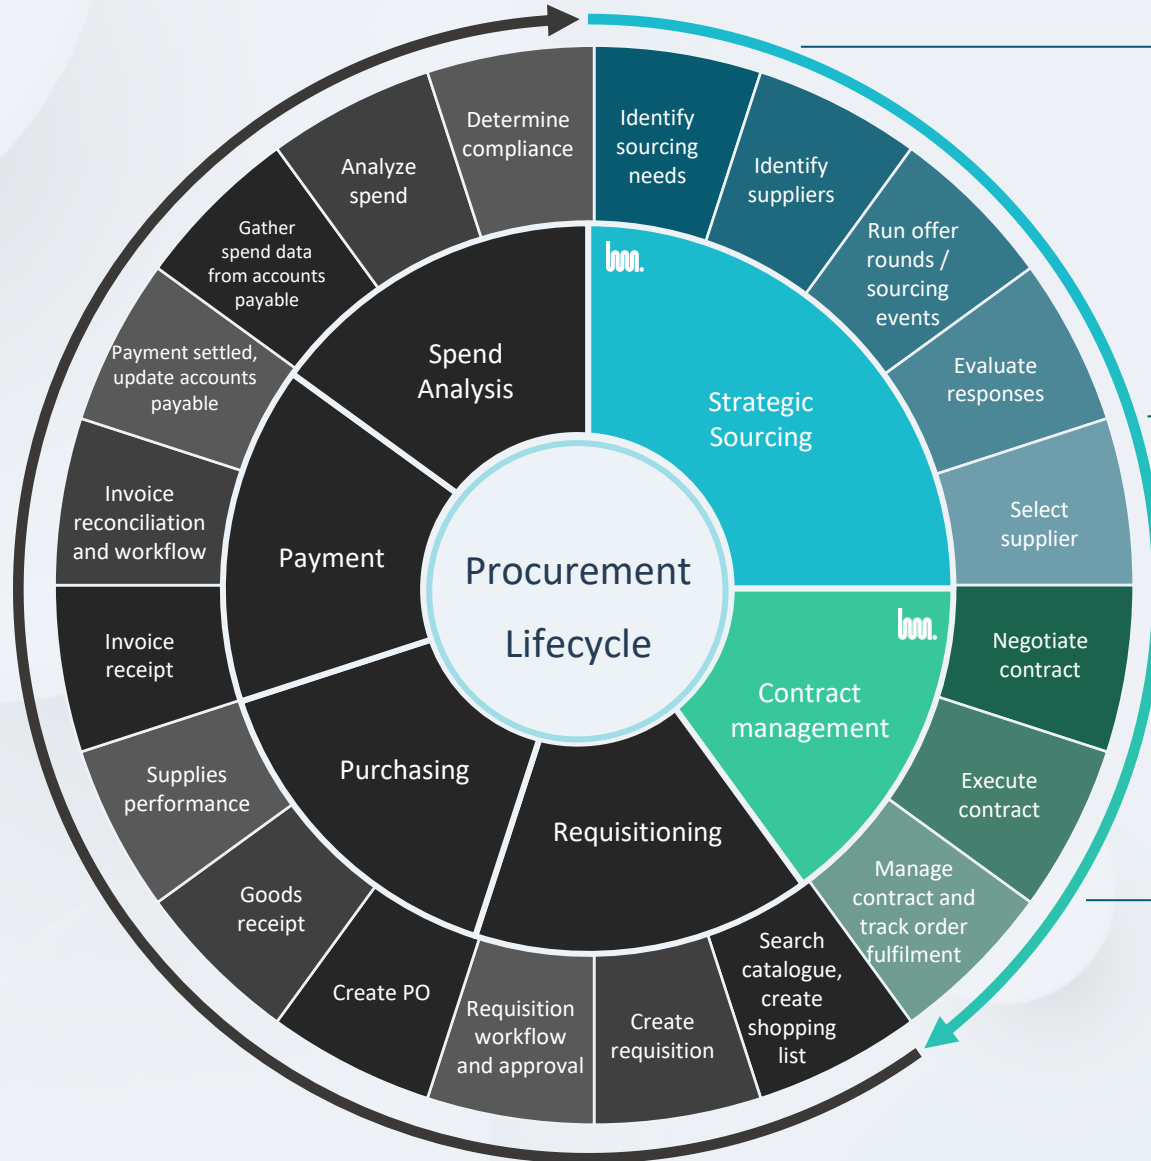 Procurement
Lifecycle
Strategic
Sourcing
Contract
management
Requisitioning
Purchasing
Payment
Spend
Analysis
Identify
sourcing
needs
Identify
suppliers
Run offer
rounds /
sourcing
events
Evaluate
responses
Select
supplier
Negotiate
contract
Execute
contract
Manage
contract and
track order
fulfilment
Search
catalogue,
create
shopping
list
Create
requisition
Requisition
workflow
and approval
Create PO
Goods
receipt
Supplies
performance
Invoice
receipt
Invoice
reconciliation
and workflow
Payment settled,
update accounts
payable
Gather
spend data
from accounts
payable
Analyze
spend
Determine
compliance